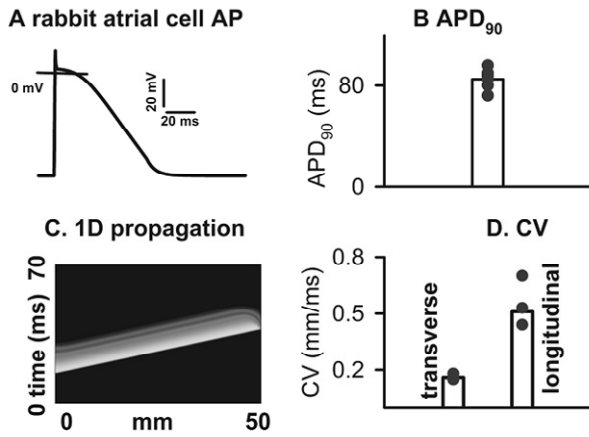 A rabbit atrial cell AP
0 mV
20 mV
20 ms
B APD90
APD90 (ms)
80
0
C. 1D propagation
0 time (ms) 70
0 mm 50
D. CV
CV (mm/ms)
0.8
0.5
0.2
transverse
longitudinal